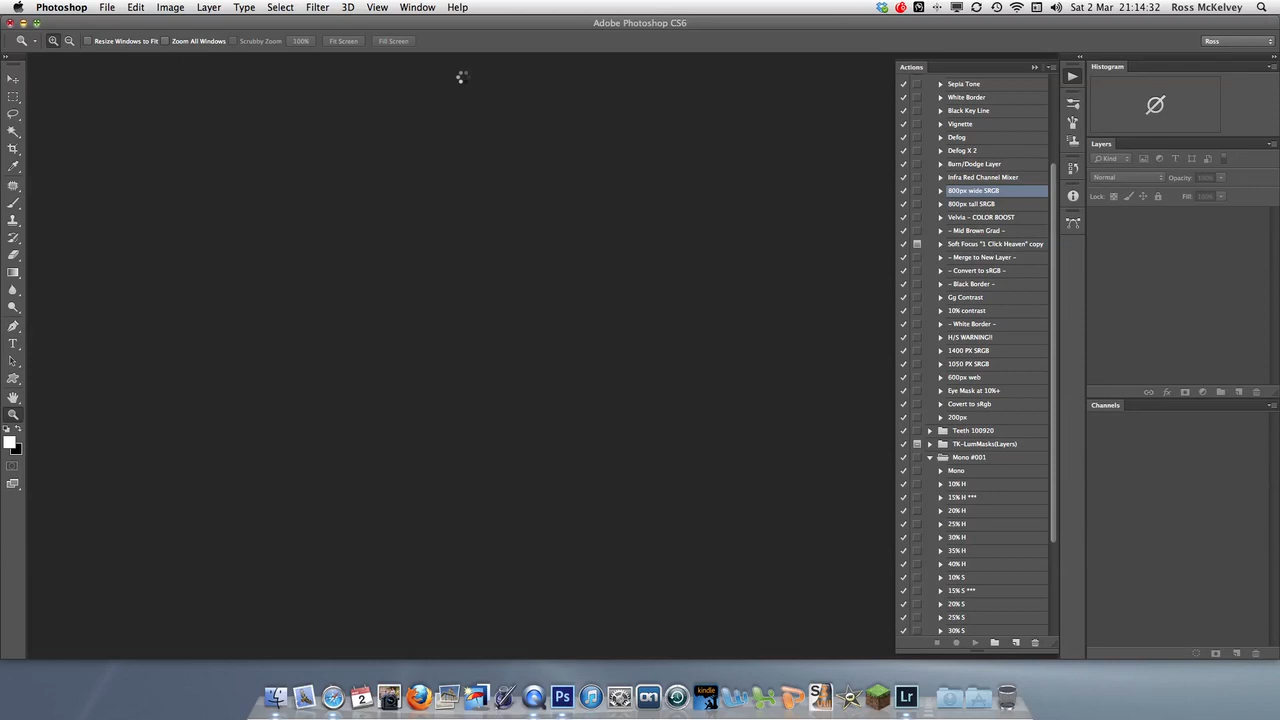 Photoshop File Edit Image Layer Type Select Filter 3D View Window Help Sat 2 Mar 21:14:32 Ross McKelvey
Adobe Photoshop CS6
Resize Windows to Fit Zoom All Windows Scrubby Zoom 100% Fit Screen Fill Screen Ross
Actions
Sepia Tone
White Border
Black Key Line
Vignette
Defog
Defog X 2
Burn/Dodge Layer
Infra Red Channel Mixer
800px wide SRGB
800px tall SRGB
Velvia - COLOR BOOST
- Mid Brown Grad -
Soft Focus "1 Click Heaven" copy
- Merge to New Layer -
- Convert to sRGB -
- Black Border -
Gg Contrast
10% contrast
- White Border -
H/S WARNING!!
1400 PX SRGB
1050 PX SRGB
600px web
Eye Mask at 10%+
Covert to sRgb
200px
Teeth 100920
TK-LumMasks(Layers)
Mono #001
Mono
10% H
15% H ***
20% H
25% H
30% H
35% H
40% H
10% S
15% S ***
20% S
25% S
30% S
Histogram
Layers
Kind
Normal Opacity: 100%
Lock: Fill: 100%
Channels
2
Ps
on
kindle
Lr